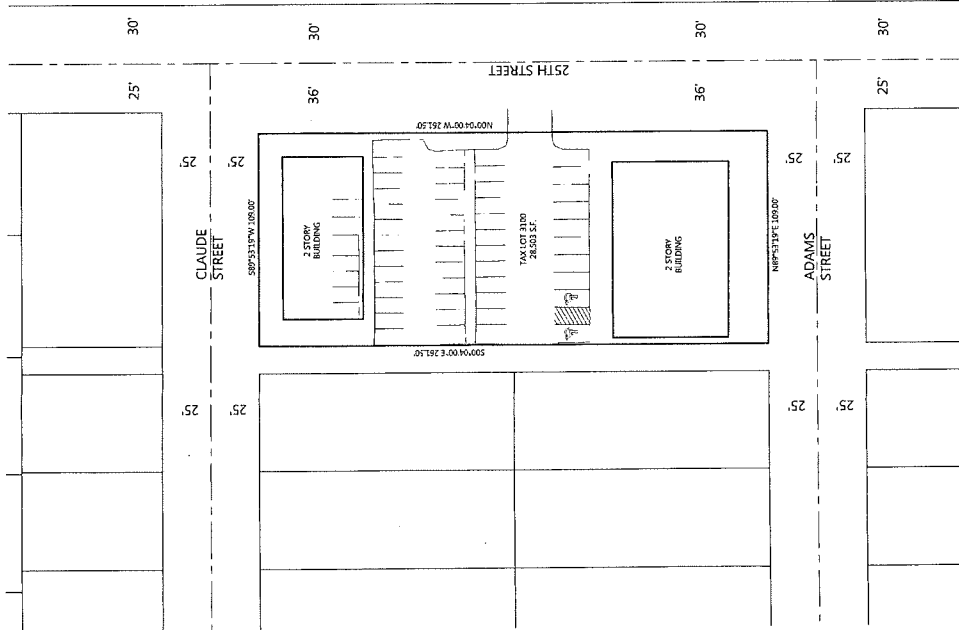 30'
30'
30'
30'
25'
36'
25TH STREET
36'
25'
N00°04'00"W 261.50'
25'
25'
25'
25'
CLAUDE
STREET
S89°53'19"W 109.00'
2 STORY
BUILDING
TAX LOT 3100
28,503 S.F.
2 STORY
BUILDING
N89°53'19"E 109.00'
ADAMS
STREET
S00°04'00"E 261.50'
25'
25'
25'
25'